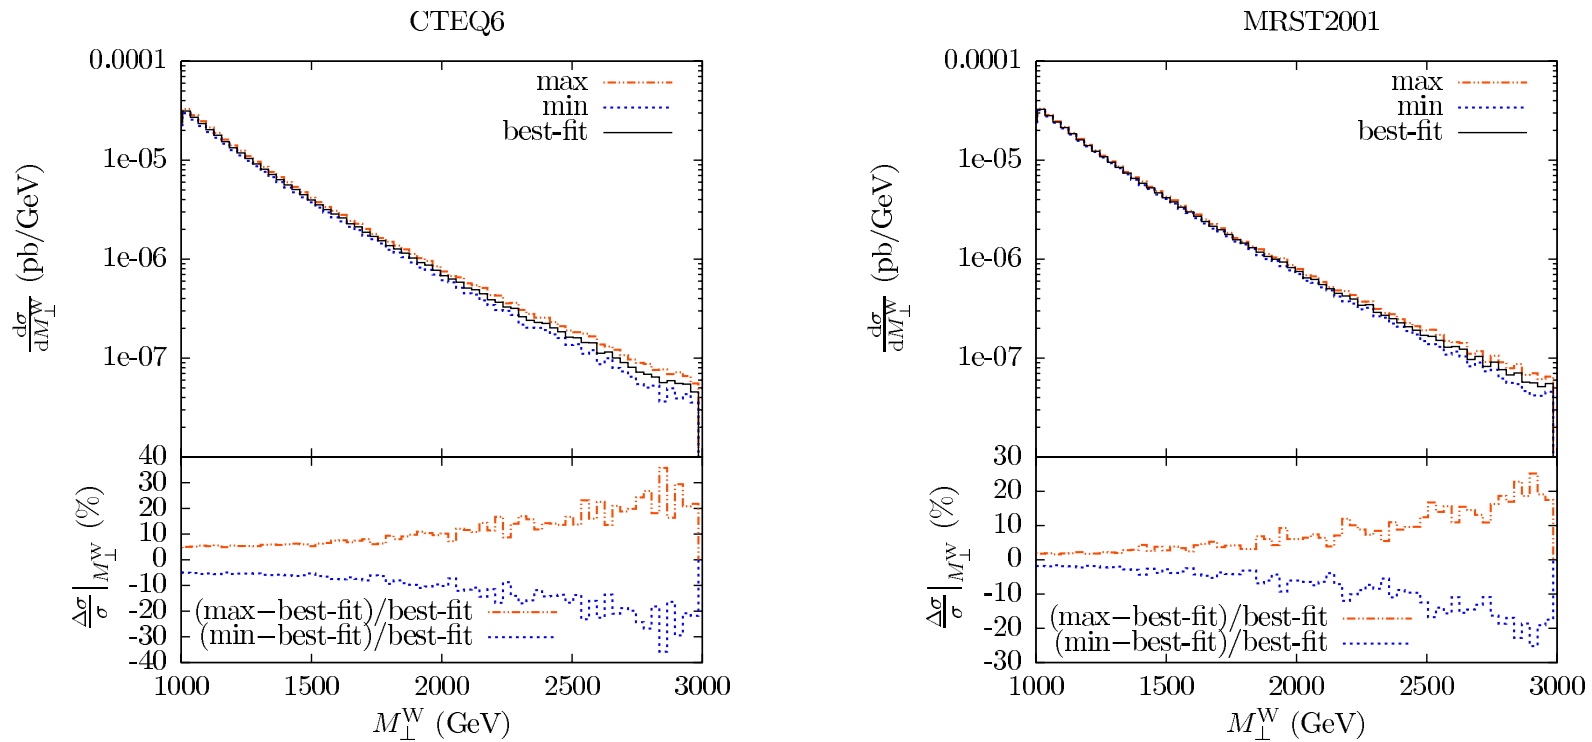 CTEQ6
0.0001
1e-05
1e-06
1e-07
max
min
best-fit
dσ/dM⊥^W (pb/GeV)
40
30
20
10
0
-10
-20
-30
-40
Δσ/σ|M⊥^W (%)
(max−best-fit)/best-fit
(min−best-fit)/best-fit
1000 1500 2000 2500 3000
M⊥^W (GeV)
MRST2001
0.0001
1e-05
1e-06
1e-07
max
min
best-fit
dσ/dM⊥^W (pb/GeV)
30
20
10
0
-10
-20
-30
Δσ/σ|M⊥^W (%)
(max−best-fit)/best-fit
(min−best-fit)/best-fit
1000 1500 2000 2500 3000
M⊥^W (GeV)